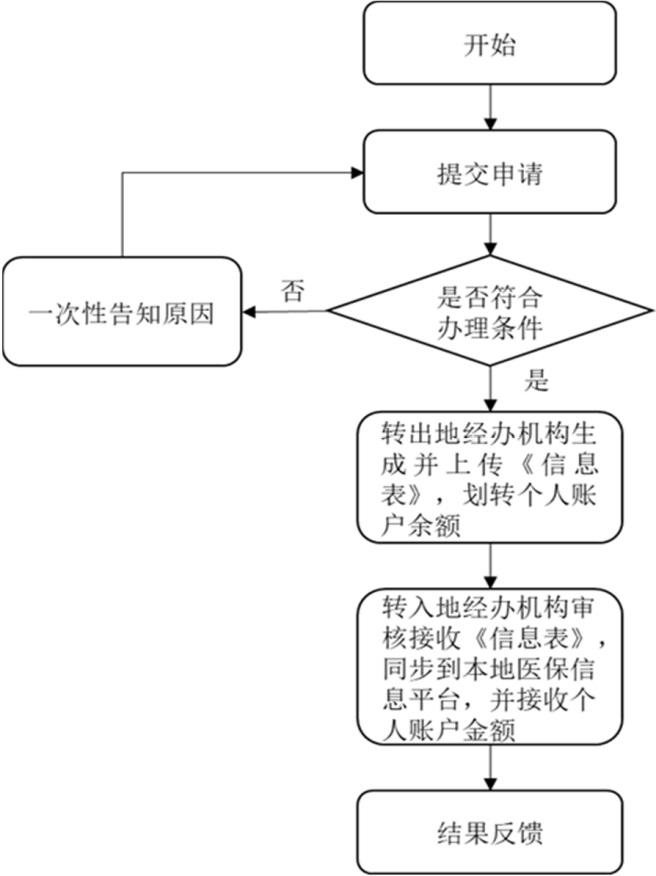 开始
提交申请
一次性告知原因
否
是否符合
办理条件
是
转出地经办机构生
成并上传《信息
表》，划转个人账
户余额
转入地经办机构审
核接收《信息表》，
同步到本地医保信
息平台，并接收个
人账户金额
结果反馈